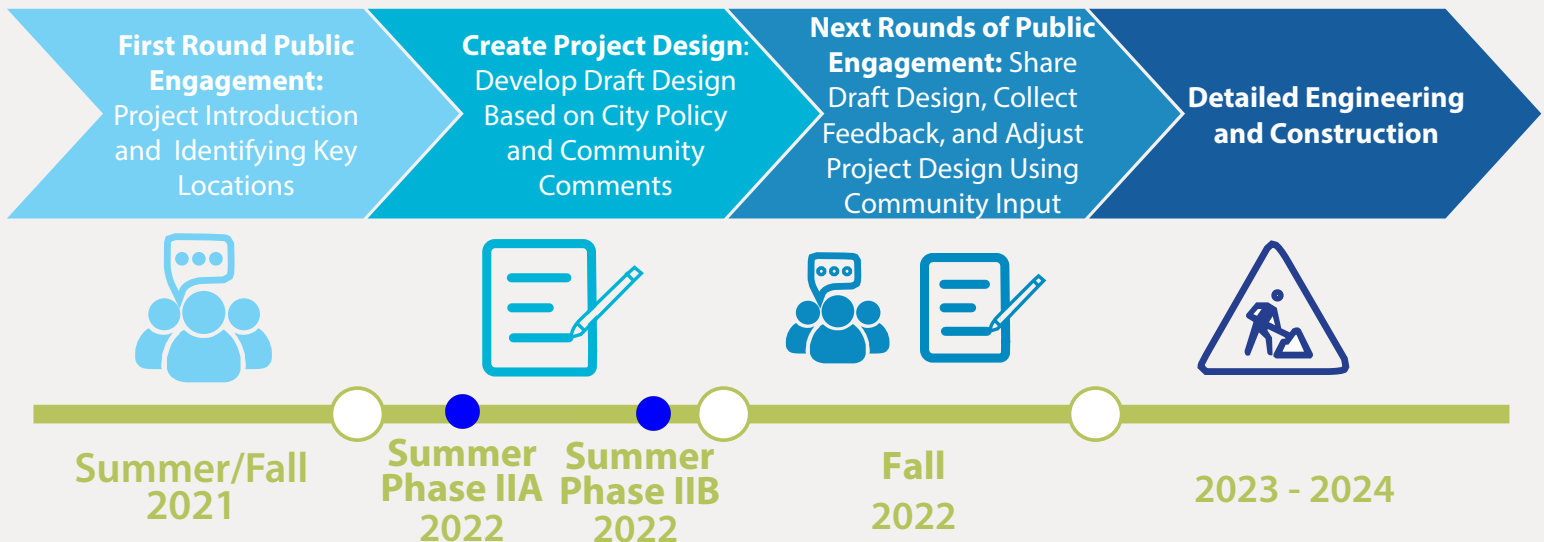 First Round Public
Engagement:
Project Introduction
and Identifying Key
Locations
Create Project Design:
Develop Draft Design
Based on City Policy
and Community
Comments
Next Rounds of Public
Engagement: Share
Draft Design, Collect
Feedback, and Adjust
Project Design Using
Community Input
Detailed Engineering
and Construction
Summer/Fall
2021
Summer
Phase IIA
2022
Summer
Phase IIB
2022
Fall
2022
2023 - 2024